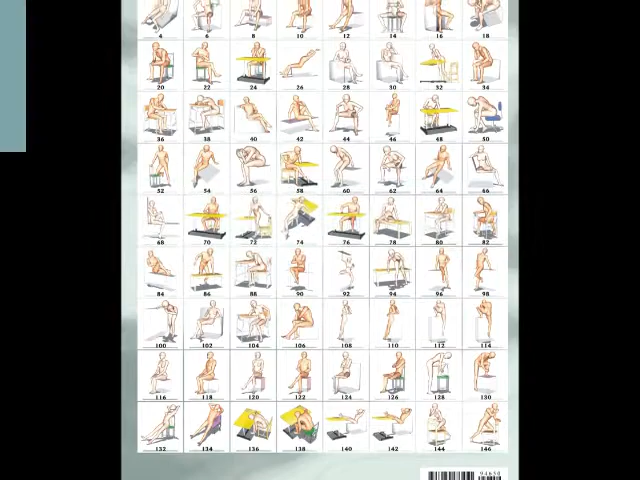 4 6 8 10 12 14 16 18
20 22 24 26 28 30 32 34
36 38 40 42 44 46 48 50
52 54 56 58 60 62 64 66
68 70 72 74 76 78 80 82
84 86 88 90 92 94 96 98
100 102 104 106 108 110 112 114
116 118 120 122 124 126 128 130
132 134 136 138 140 142 144 146
94650